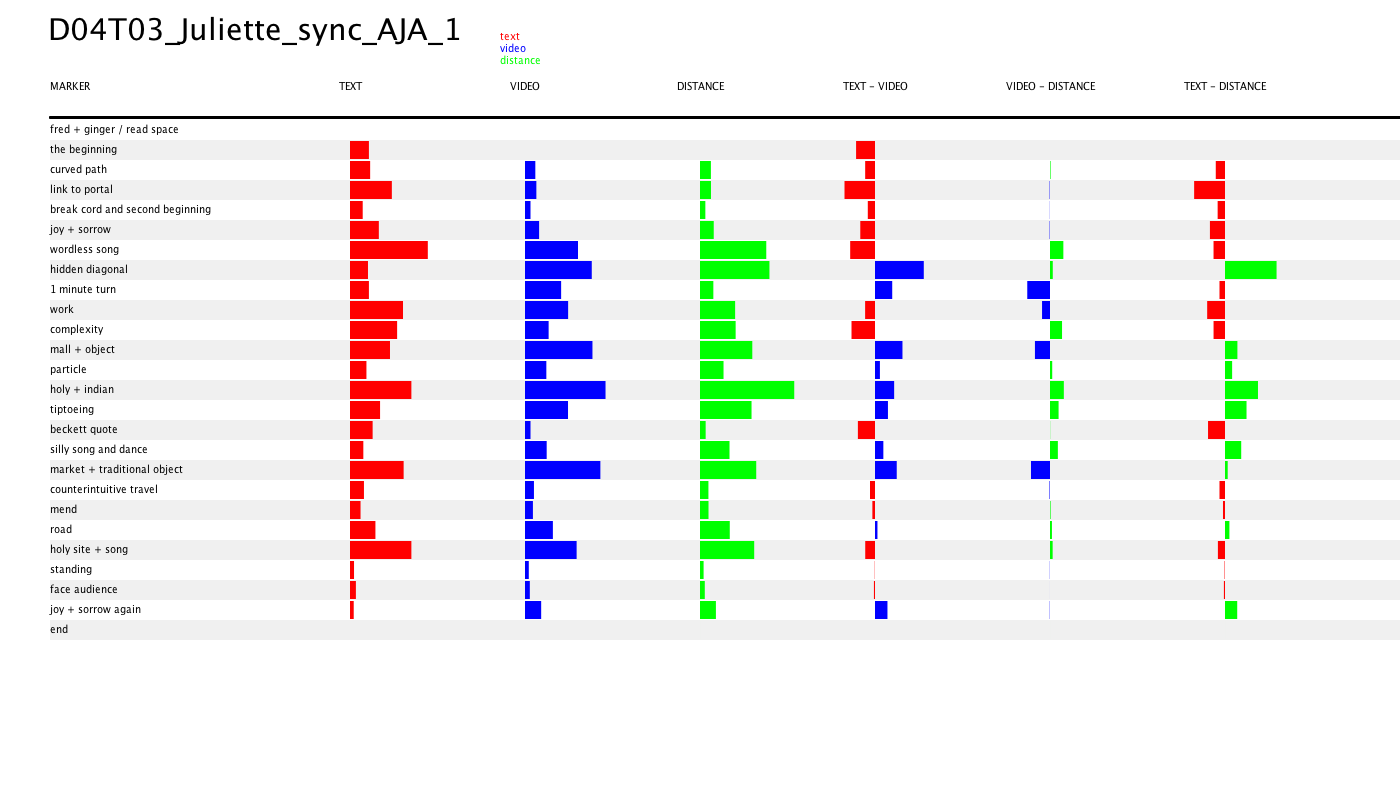 D04T03_Juliette_sync_AJA_1
text
video
distance
MARKER TEXT VIDEO DISTANCE TEXT - VIDEO VIDEO - DISTANCE TEXT - DISTANCE
fred + ginger / read space
the beginning
curved path
link to portal
break cord and second beginning
joy + sorrow
wordless song
hidden diagonal
1 minute turn
work
complexity
mall + object
particle
holy + indian
tiptoeing
beckett quote
silly song and dance
market + traditional object
counterintuitive travel
mend
road
holy site + song
standing
face audience
joy + sorrow again
end